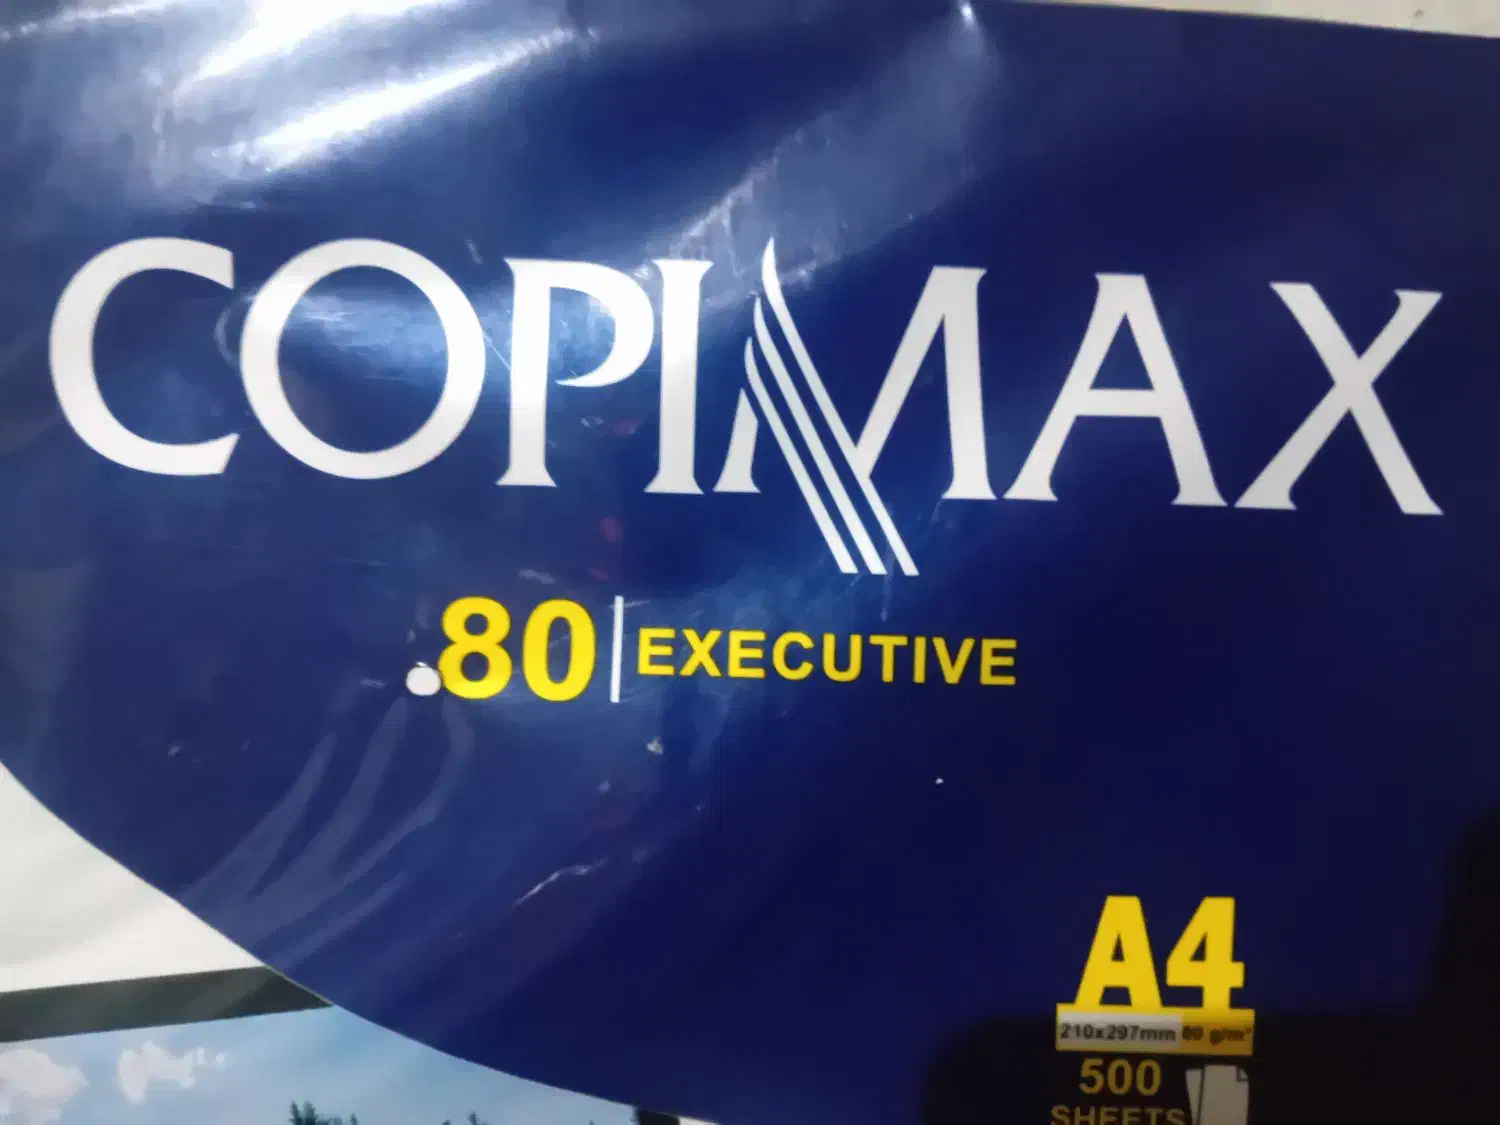 COPIMAX
.80 | EXECUTIVE
A4
210x297mm 80 g/m²
500
SHEETS